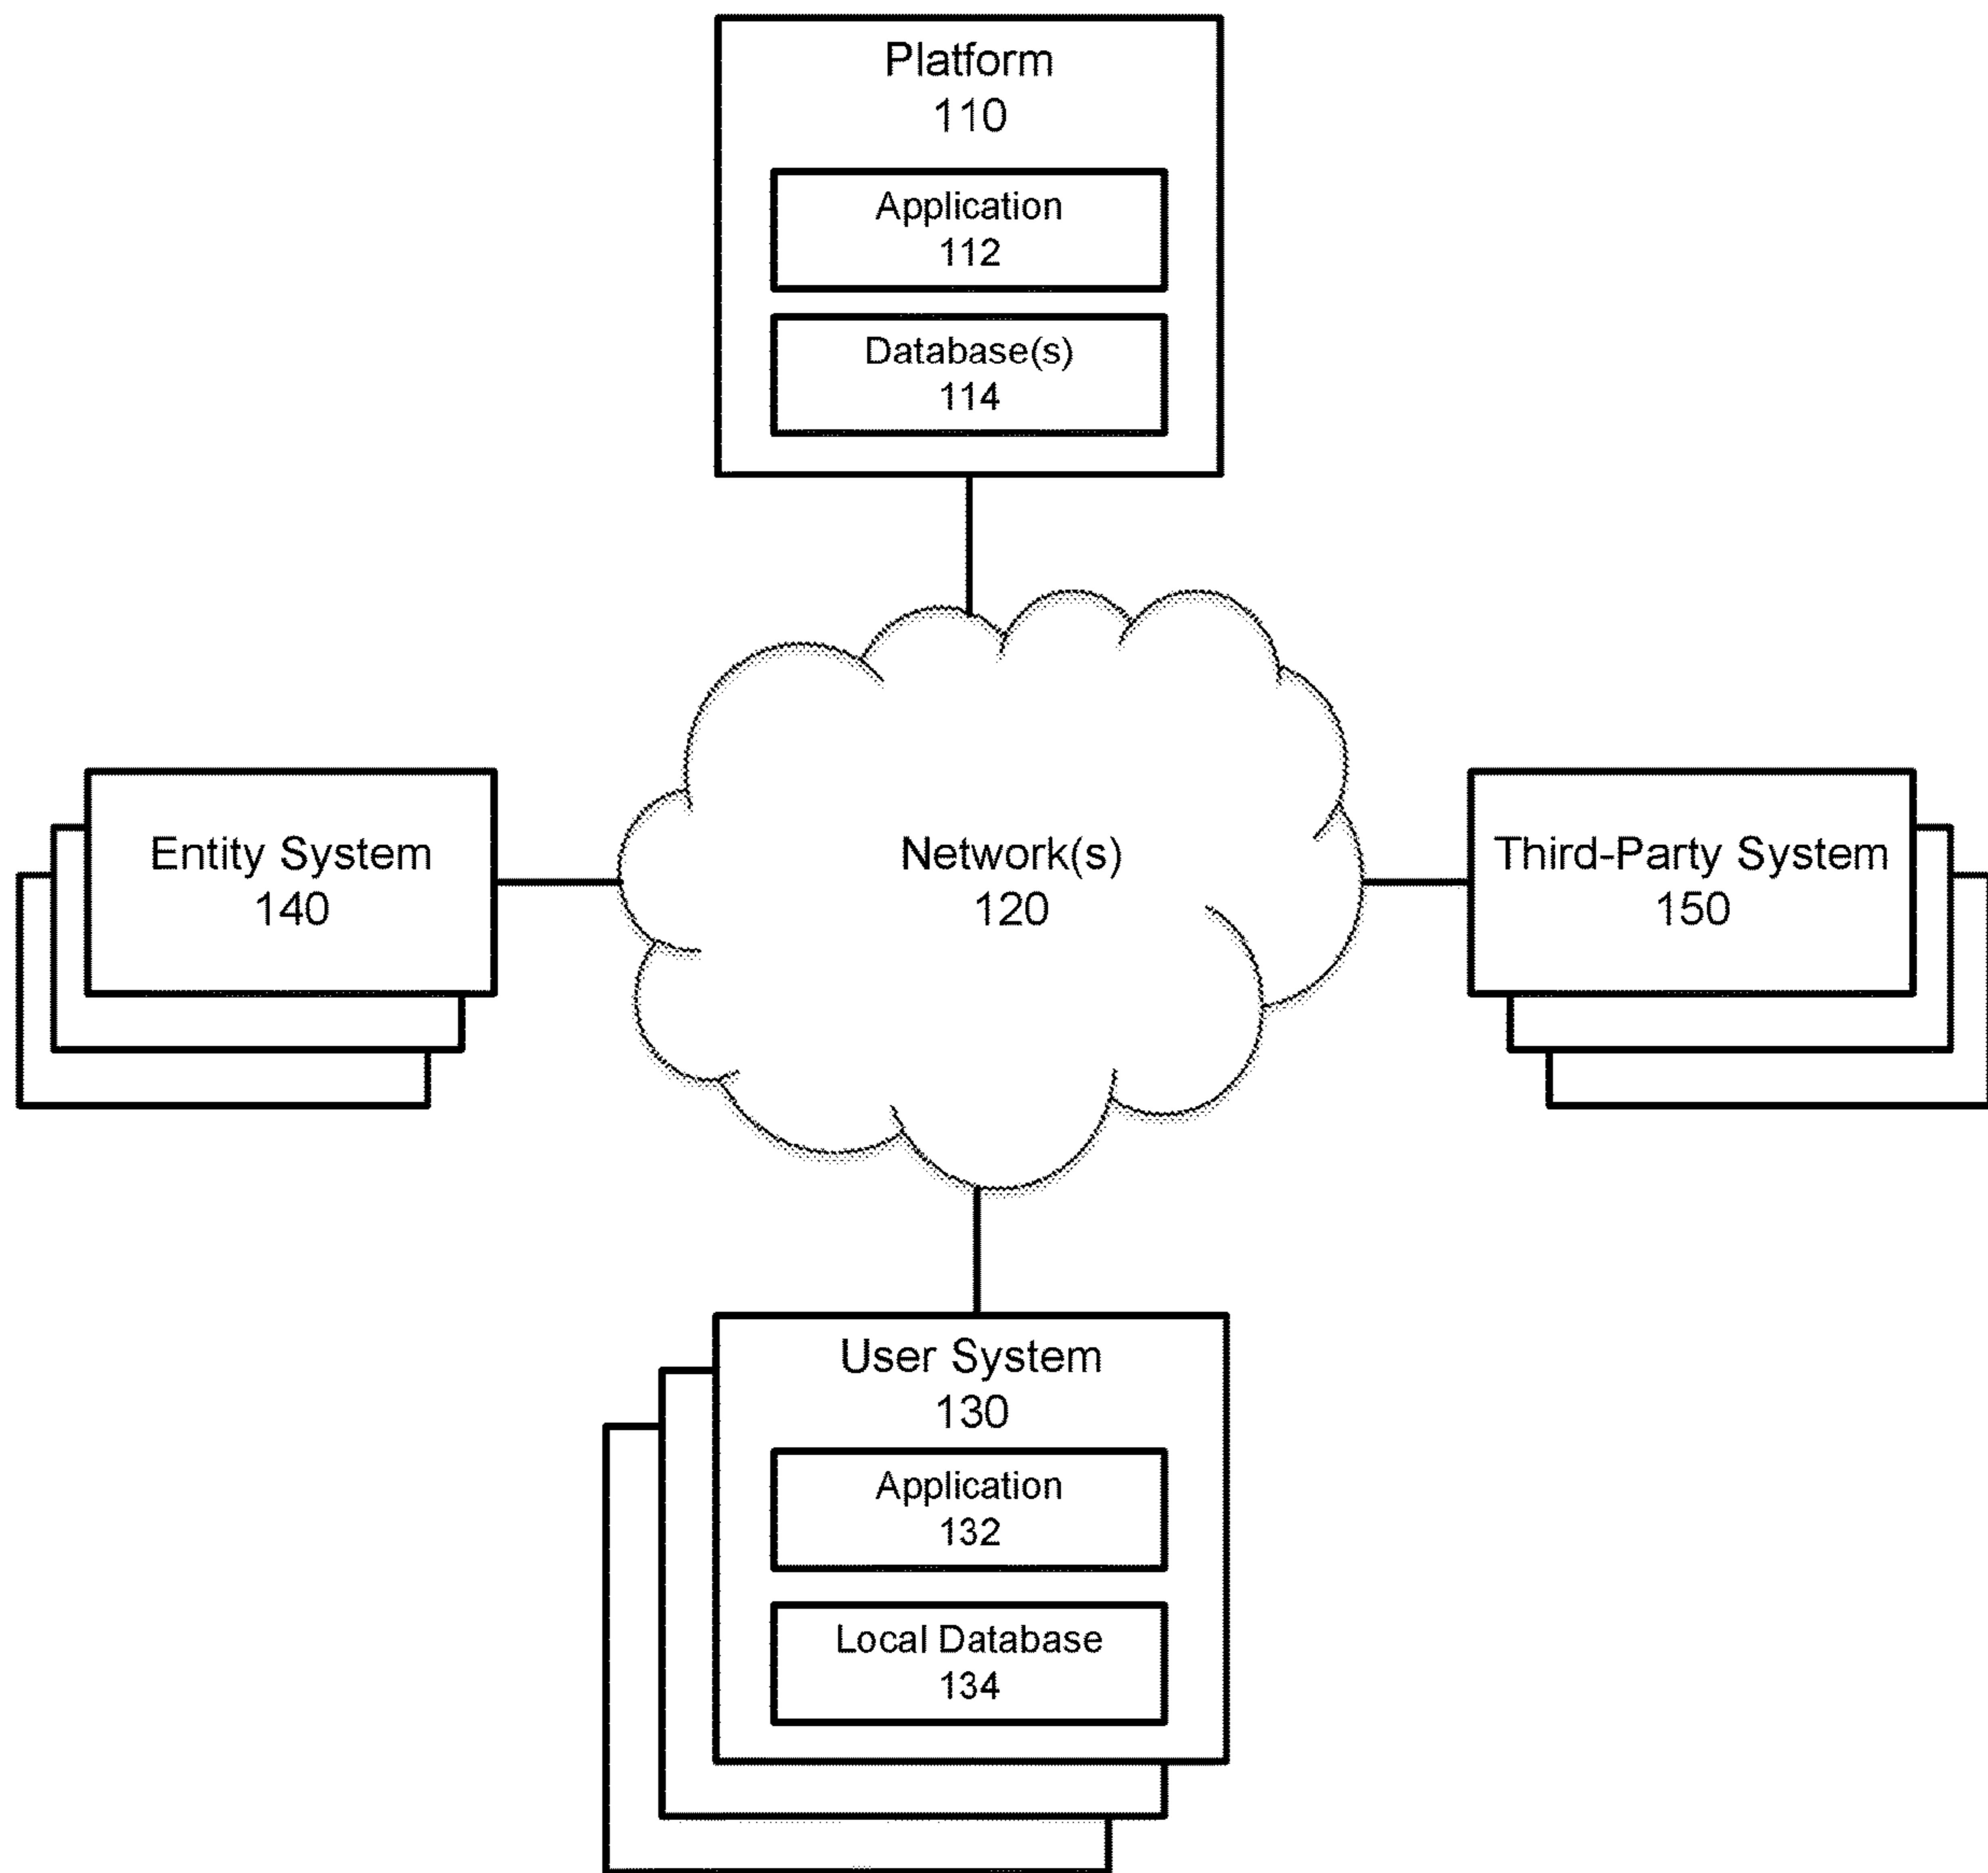 Platform
110
Application
112
Database(s)
114
Entity System
140
Network(s)
120
Third-Party System
150
User System
130
Application
132
Local Database
134